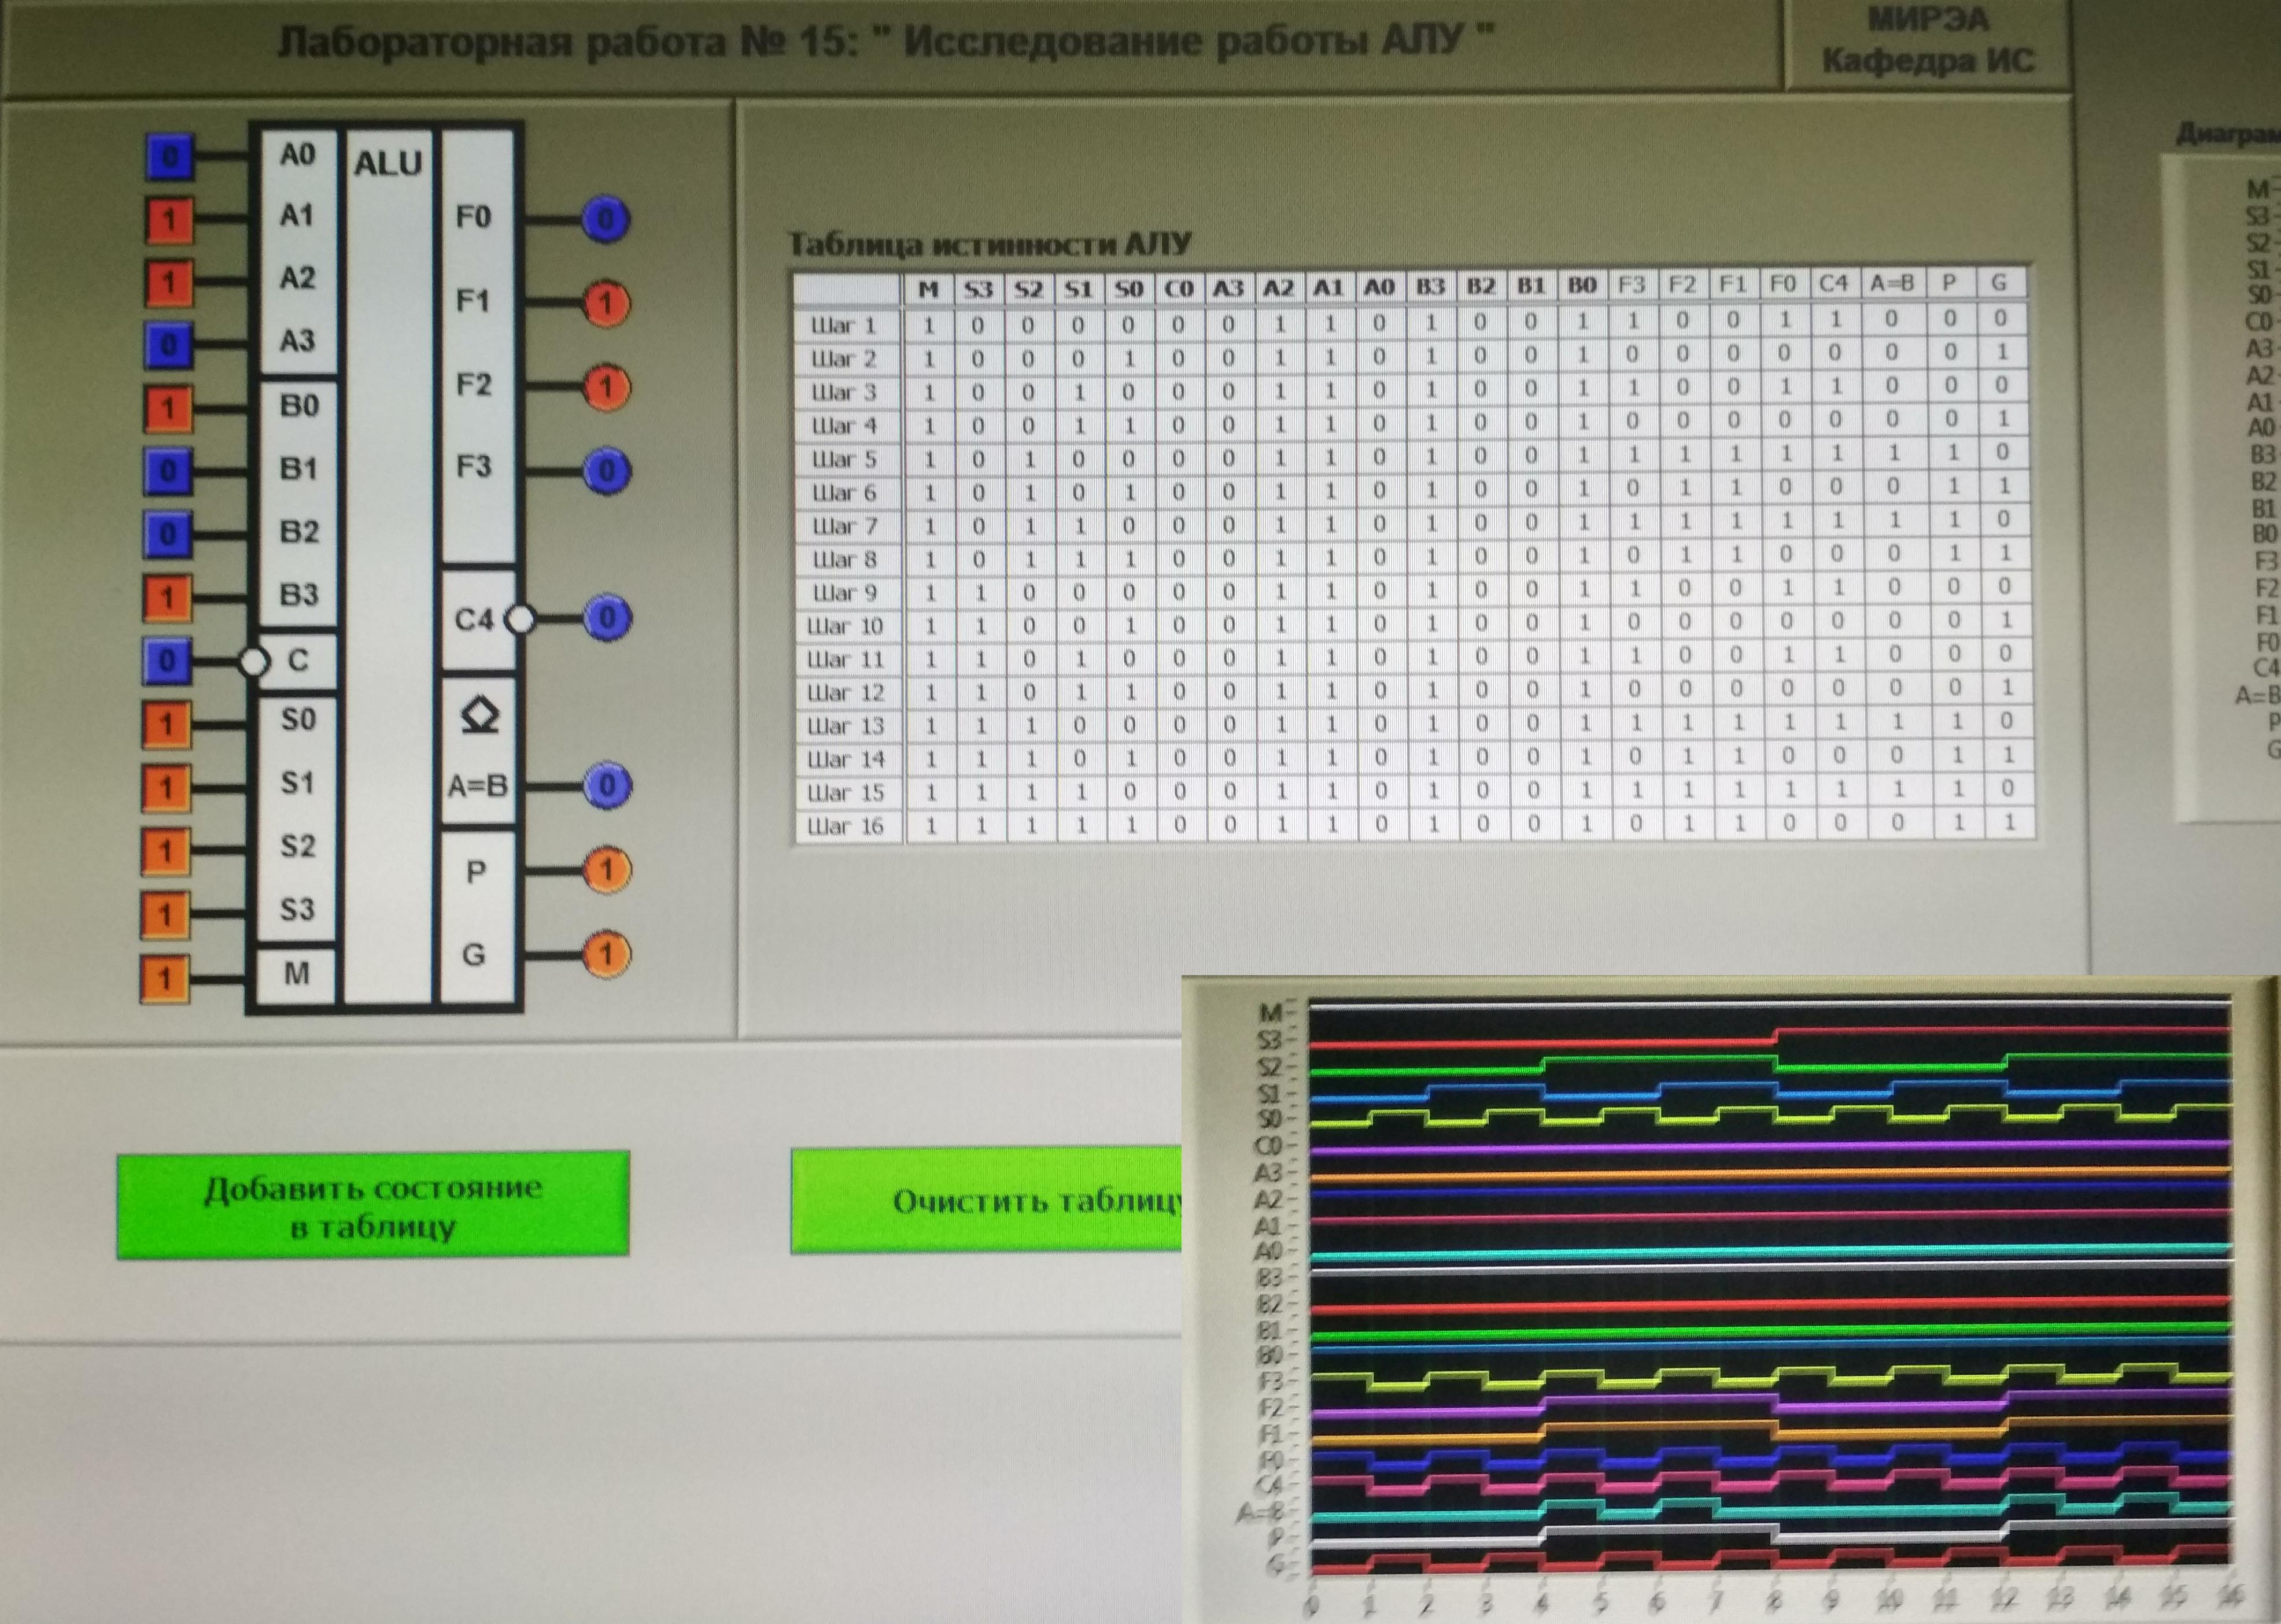 Лабораторная работа № 15: " Исследование работы АЛУ "
МИРЭА
Кафедра ИС
0 A0 ALU
1 A1 F0 0
1 A2 F1 1
0 A3
1 B0 F2 1
0 B1 F3 0
0 B2
1 B3 C4 0
0 C
1 S0
1 S1 A=B 0
1 S2 P 1
1 S3
1 M G 1
Таблица истинности АЛУ
M S3 S2 S1 S0 C0 A3 A2 A1 A0 B3 B2 B1 B0 F3 F2 F1 F0 C4 A=B P G
Шаг 1 1 0 0 0 0 0 0 1 1 0 1 0 0 1 1 0 0 1 1 0 0 0
Шаг 2 1 0 0 0 1 0 0 1 1 0 1 0 0 1 0 0 0 0 0 0 0 1
Шаг 3 1 0 0 1 0 0 0 1 1 0 1 0 0 1 1 0 0 1 1 0 0 0
Шаг 4 1 0 0 1 1 0 0 1 1 0 1 0 0 1 0 0 0 0 0 0 0 1
Шаг 5 1 0 1 0 0 0 0 1 1 0 1 0 0 1 1 1 1 1 1 1 1 0
Шаг 6 1 0 1 0 1 0 0 1 1 0 1 0 0 1 0 1 1 0 0 0 1 1
Шаг 7 1 0 1 1 0 0 0 1 1 0 1 0 0 1 1 1 1 1 1 1 1 0
Шаг 8 1 0 1 1 1 0 0 1 1 0 1 0 0 1 0 1 1 0 0 0 1 1
Шаг 9 1 1 0 0 0 0 0 1 1 0 1 0 0 1 1 0 0 1 1 0 0 0
Шаг 10 1 1 0 0 1 0 0 1 1 0 1 0 0 1 0 0 0 0 0 0 0 1
Шаг 11 1 1 0 1 0 0 0 1 1 0 1 0 0 1 1 0 0 1 1 0 0 0
Шаг 12 1 1 0 1 1 0 0 1 1 0 1 0 0 1 0 0 0 0 0 0 0 1
Шаг 13 1 1 1 0 0 0 0 1 1 0 1 0 0 1 1 1 1 1 1 1 1 0
Шаг 14 1 1 1 0 1 0 0 1 1 0 1 0 0 1 0 1 1 0 0 0 1 1
Шаг 15 1 1 1 1 0 0 0 1 1 0 1 0 0 1 1 1 1 1 1 1 1 0
Шаг 16 1 1 1 1 1 0 0 1 1 0 1 0 0 1 0 1 1 0 0 0 1 1
Диаграм
M
S3
S2
S1
S0
C0
A3
A2
A1
A0
B3
B2
B1
B0
F3
F2
F1
F0
C4
A=B
P
G
Добавить состояние
в таблицу
Очистить таблицу
M
S3
S2
S1
S0
C0
A3
A2
A1
A0
B3
B2
B1
B0
F3
F2
F1
F0
C4
A=B
P
G
0 1 2 3 4 5 6 7 8 9 10 11 12 13 14 15 16